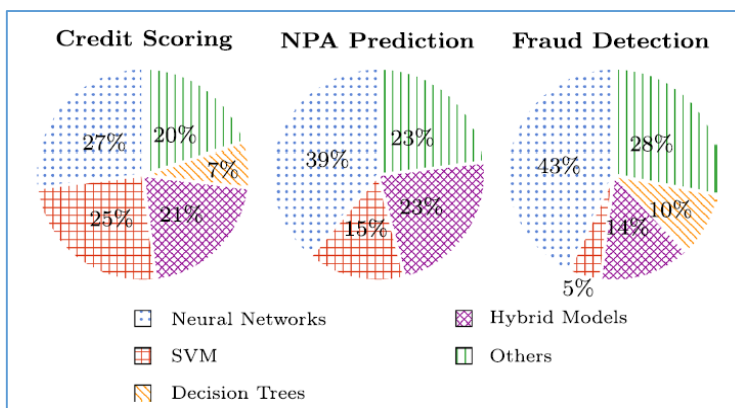 Credit Scoring
27%
20%
7%
25%
21%
NPA Prediction
39%
23%
23%
15%
Fraud Detection
43%
28%
10%
14%
5%
Neural Networks
SVM
Decision Trees
Hybrid Models
Others